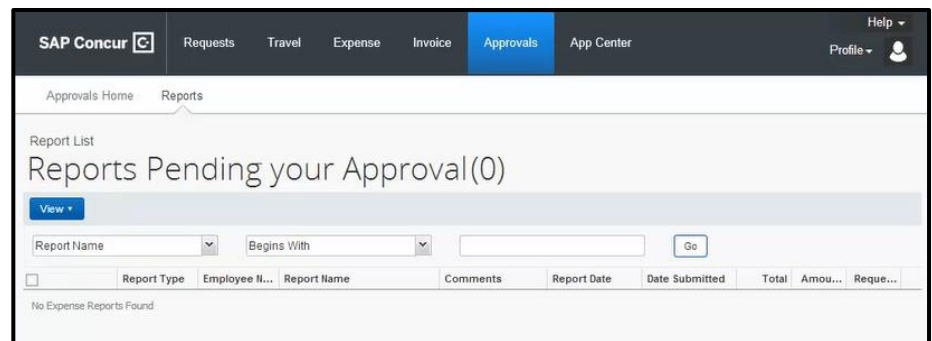 Help
SAP Concur C Requests Travel Expense Invoice Approvals App Center
Profile
Approvals Home Reports
Report List
Reports Pending your Approval(0)
View
Report Name Begins With Go
Report Type Employee N... Report Name Comments Report Date Date Submitted Total Amou... Reque...
No Expense Reports Found